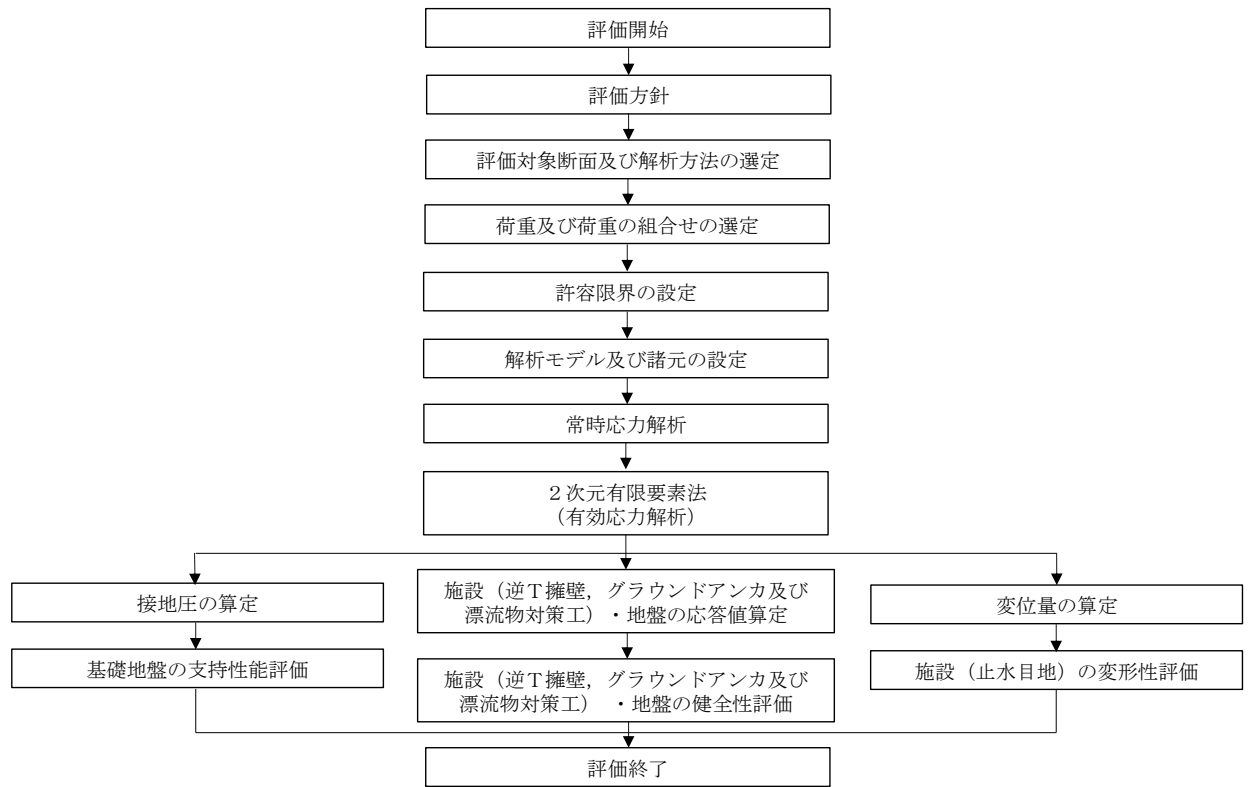 評価開始
評価方針
評価対象断面及び解析方法の選定
荷重及び荷重の組合せの選定
許容限界の設定
解析モデル及び諸元の設定
常時応力解析
２次元有限要素法
（有効応力解析）
接地圧の算定
基礎地盤の支持性能評価
施設（逆Ｔ擁壁，グラウンドアンカ及び
漂流物対策工）・地盤の応答値算定
施設（逆Ｔ擁壁，グラウンドアンカ及び
漂流物対策工） ・地盤の健全性評価
変位量の算定
施設（止水目地）の変形性評価
評価終了